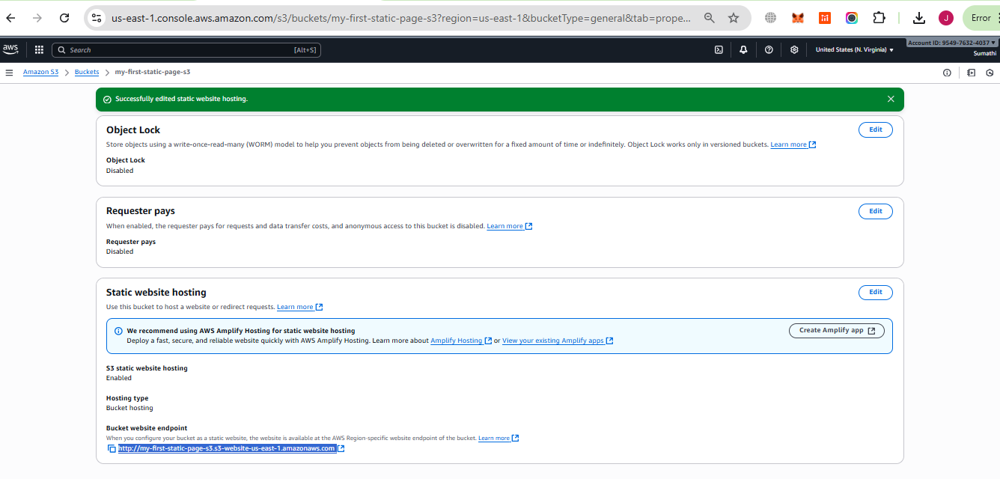 us-east-1.console.aws.amazon.com/s3/buckets/my-first-static-page-s3?region=us-east-1&bucketType=general&tab=prope...
J
Error
aws
Search
[Alt+S]
United States (N. Virginia) ▼
Account ID: 9549-7632-4037 ▼
Sumathi
Amazon S3 > Buckets > my-first-static-page-s3
Successfully edited static website hosting.
Object Lock
Edit
Store objects using a write-once-read-many (WORM) model to help you prevent objects from being deleted or overwritten for a fixed amount of time or indefinitely. Object Lock works only in versioned buckets. Learn more
Object Lock
Disabled
Requester pays
Edit
When enabled, the requester pays for requests and data transfer costs, and anonymous access to this bucket is disabled. Learn more
Requester pays
Disabled
Static website hosting
Edit
Use this bucket to host a website or redirect requests. Learn more
We recommend using AWS Amplify Hosting for static website hosting
Create Amplify app
Deploy a fast, secure, and reliable website quickly with AWS Amplify Hosting. Learn more about Amplify Hosting or View your existing Amplify apps
S3 static website hosting
Enabled
Hosting type
Bucket hosting
Bucket website endpoint
When you configure your bucket as a static website, the website is available at the AWS Region-specific website endpoint of the bucket. Learn more
http://my-first-static-page-s3.s3-website-us-east-1.amazonaws.com